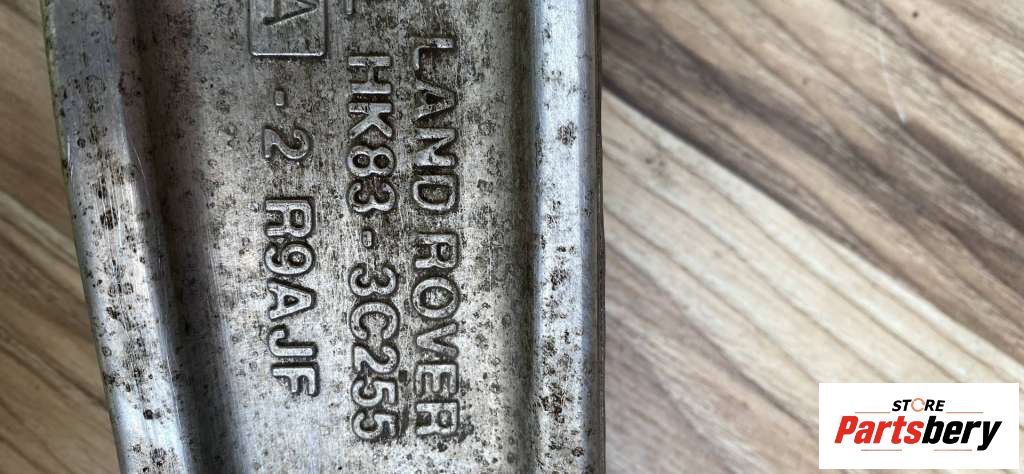 LAND ROVER
HK83-3C255
A - 2 R9AJF
STORE
Partsbery